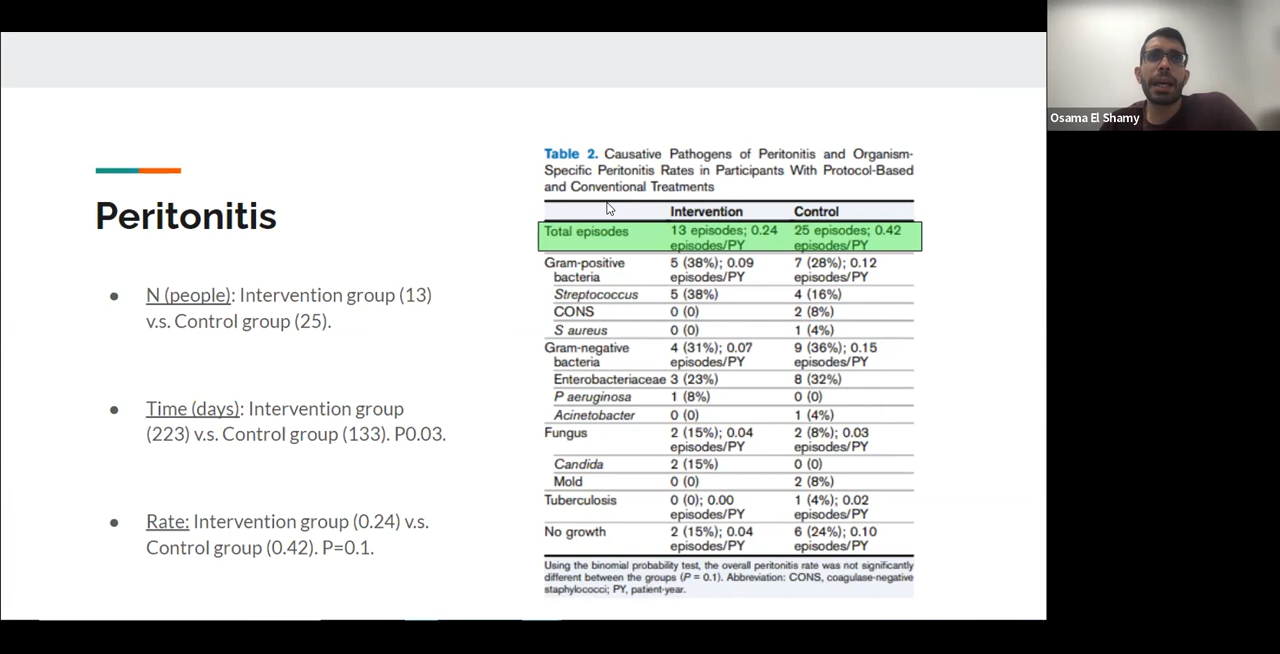 Osama El Shamy
Peritonitis
● N (people): Intervention group (13)
v.s. Control group (25).
● Time (days): Intervention group
(223) v.s. Control group (133). P0.03.
● Rate: Intervention group (0.24) v.s.
Control group (0.42). P=0.1.
Table 2. Causative Pathogens of Peritonitis and Organism-
Specific Peritonitis Rates in Participants With Protocol-Based
and Conventional Treatments
Intervention Control
Total episodes 13 episodes; 0.24 25 episodes; 0.42
episodes/PY episodes/PY
Gram-positive 5 (38%); 0.09 7 (28%); 0.12
bacteria episodes/PY episodes/PY
Streptococcus 5 (38%) 4 (16%)
CONS 0 (0) 2 (8%)
S aureus 0 (0) 1 (4%)
Gram-negative 4 (31%); 0.07 9 (36%); 0.15
bacteria episodes/PY episodes/PY
Enterobacteriaceae 3 (23%) 8 (32%)
P aeruginosa 1 (8%) 0 (0)
Acinetobacter 0 (0) 1 (4%)
Fungus 2 (15%); 0.04 2 (8%); 0.03
episodes/PY episodes/PY
Candida 2 (15%) 0 (0)
Mold 0 (0) 2 (8%)
Tuberculosis 0 (0); 0.00 1 (4%); 0.02
episodes/PY episodes/PY
No growth 2 (15%); 0.04 6 (24%); 0.10
episodes/PY episodes/PY
Using the binomial probability test, the overall peritonitis rate was not significantly
different between the groups (P = 0.1). Abbreviation: CONS, coagulase-negative
staphylococci; PY, patient-year.